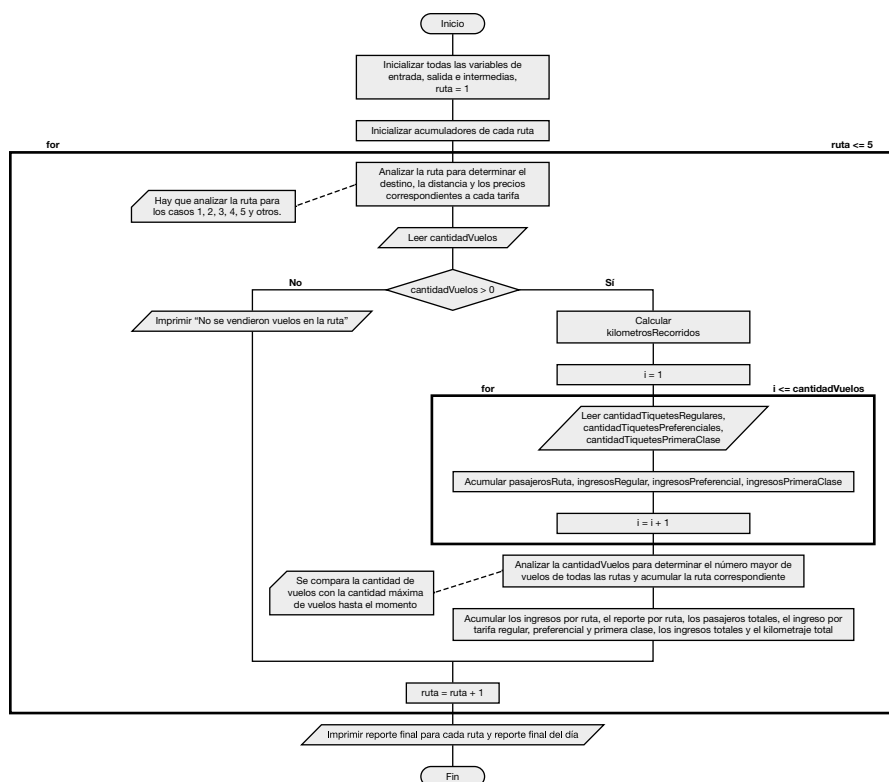 Inicio
Inicializar todas las variables de
entrada, salida e intermedias,
ruta = 1
Inicializar acumuladores de cada ruta
for
ruta <= 5
Analizar la ruta para determinar el
destino, la distancia y los precios
correspondientes a cada tarifa
Hay que analizar la ruta para
los casos 1, 2, 3, 4, 5 y otros.
Leer cantidadVuelos
cantidadVuelos > 0
No
Sí
Imprimir “No se vendieron vuelos en la ruta”
Calcular
kilometrosRecorridos
i = 1
for
i <= cantidadVuelos
Leer cantidadTiquetesRegulares,
cantidadTiquetesPreferenciales,
cantidadTiquetesPrimeraClase
Acumular pasajerosRuta, ingresosRegular, ingresosPreferencial, ingresosPrimeraClase
i = i + 1
Analizar la cantidadVuelos para determinar el número mayor de
vuelos de todas las rutas y acumular la ruta correspondiente
Se compara la cantidad de
vuelos con la cantidad máxima
de vuelos hasta el momento
Acumular los ingresos por ruta, el reporte por ruta, los pasajeros totales, el ingreso por
tarifa regular, preferencial y primera clase, los ingresos totales y el kilometraje total
ruta = ruta + 1
Imprimir reporte final para cada ruta y reporte final del día
Fin